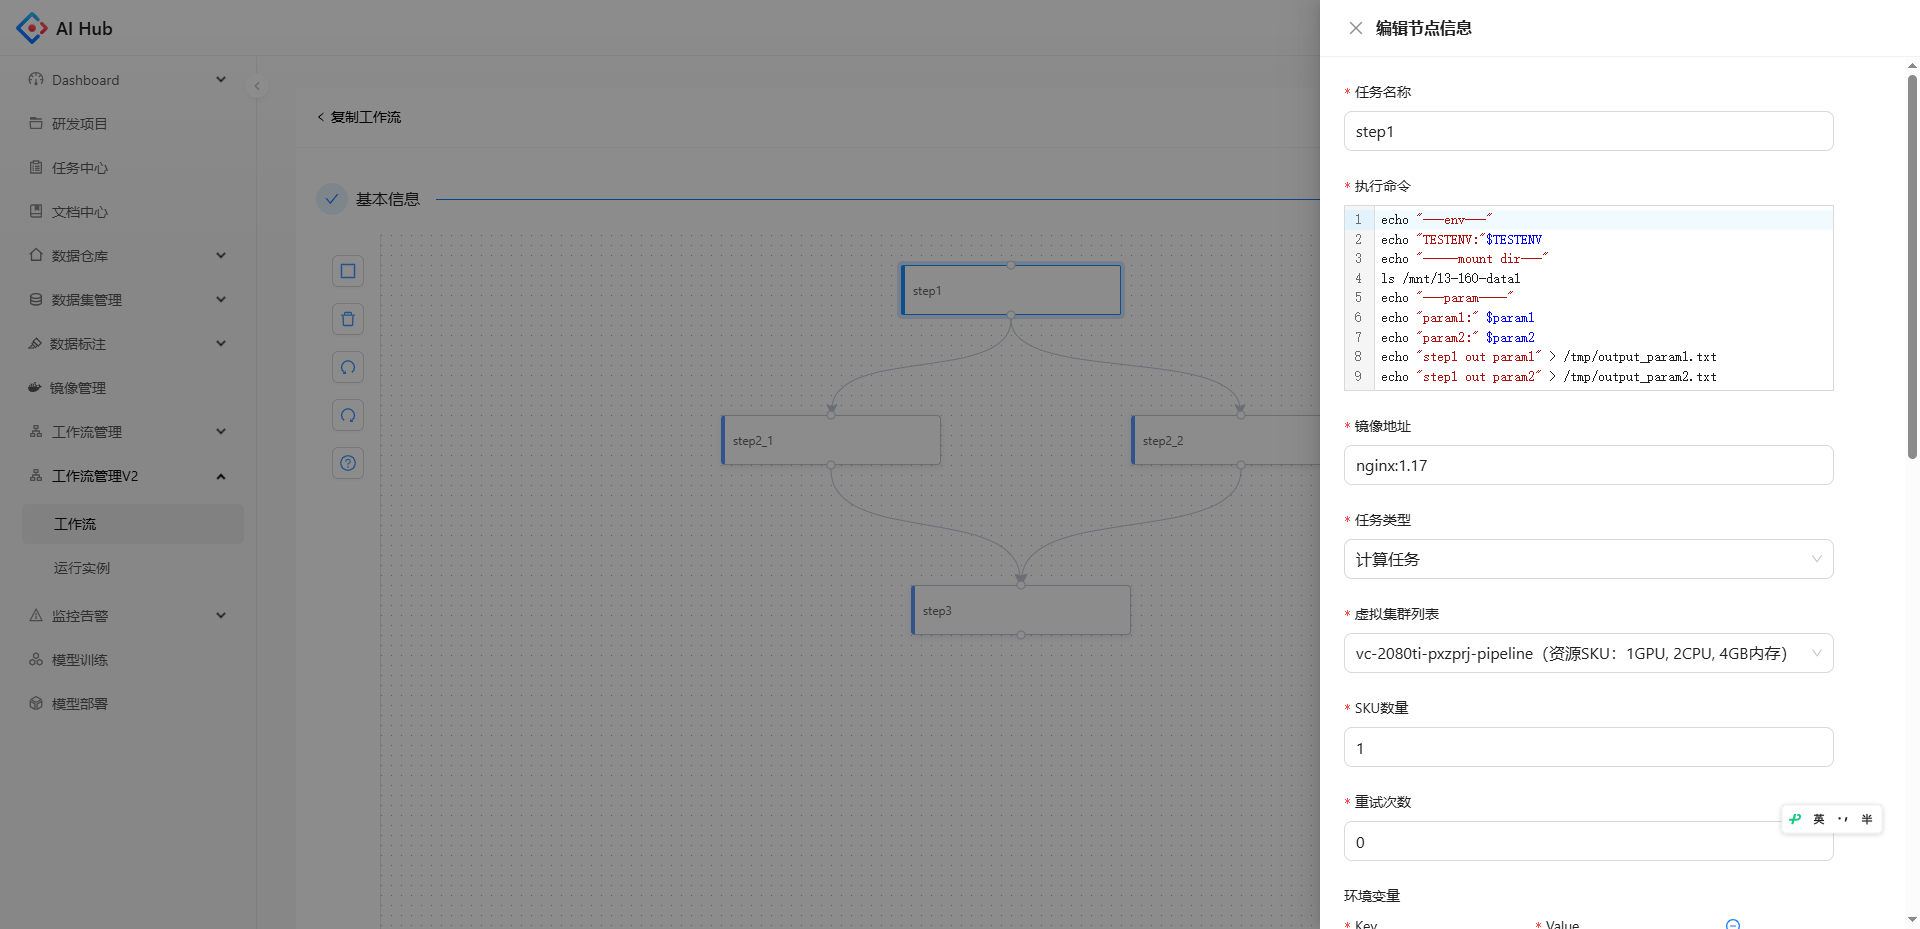 AI Hub
Dashboard
研发项目
任务中心
文档中心
数据仓库
数据集管理
数据标注
镜像管理
工作流管理
工作流管理V2
工作流
运行实例
监控告警
模型训练
模型部署
复制工作流
基本信息
step1
step2_1
step2_2
step3
编辑节点信息
* 任务名称
step1
* 执行命令
1 echo "---env---"
2 echo "TESTENV:"$TESTENV
3 echo "-----mount dir---"
4 ls /mnt/13-160-data1
5 echo "---param----"
6 echo "param1:" $param1
7 echo "param2:" $param2
8 echo "step1 out param1" > /tmp/output_param1.txt
9 echo "step1 out param2" > /tmp/output_param2.txt
* 镜像地址
nginx:1.17
* 任务类型
计算任务
* 虚拟集群列表
vc-2080ti-pxzprj-pipeline（资源SKU：1GPU, 2CPU, 4GB内存）
* SKU数量
1
* 重试次数
英 ·, 半
0
环境变量
* Key * Value